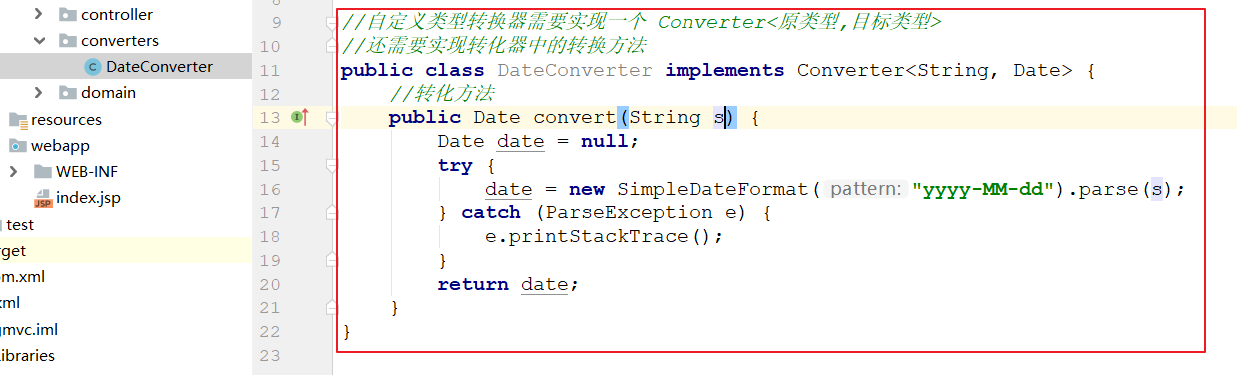 controller
converters
DateConverter
domain
resources
webapp
WEB-INF
index.jsp
test
rget
om.xml
xml
gmvc.iml
Libraries
8
9 //自定义类型转换器需要实现一个 Converter<原类型,目标类型>
10 //还需要实现转化器中的转换方法
11 public class DateConverter implements Converter<String, Date> {
12 //转化方法
13 public Date convert(String s) {
14 Date date = null;
15 try {
16 date = new SimpleDateFormat( pattern: "yyyy-MM-dd").parse(s);
17 } catch (ParseException e) {
18 e.printStackTrace();
19 }
20 return date;
21 }
22 }
23